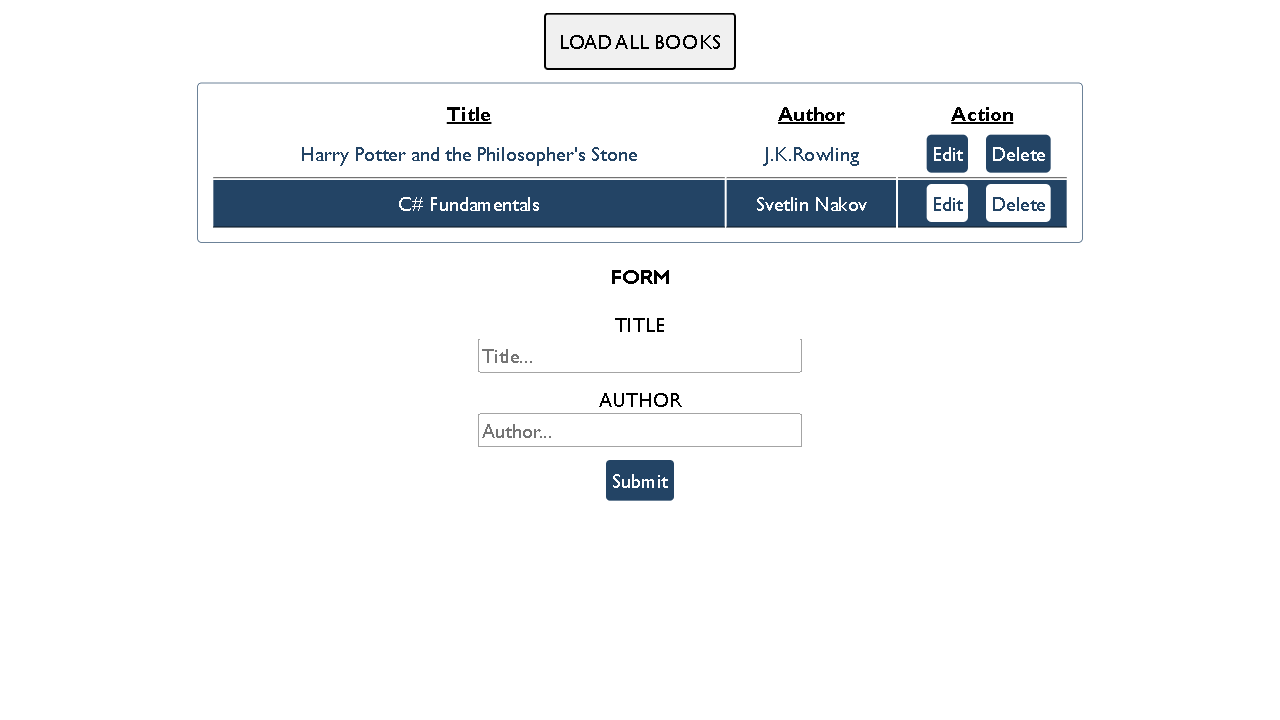 LOAD ALL BOOKS
Title Author Action
Harry Potter and the Philosopher's Stone J.K.Rowling Edit Delete
C# Fundamentals Svetlin Nakov Edit Delete
FORM
TITLE
Title...
AUTHOR
Author...
Submit